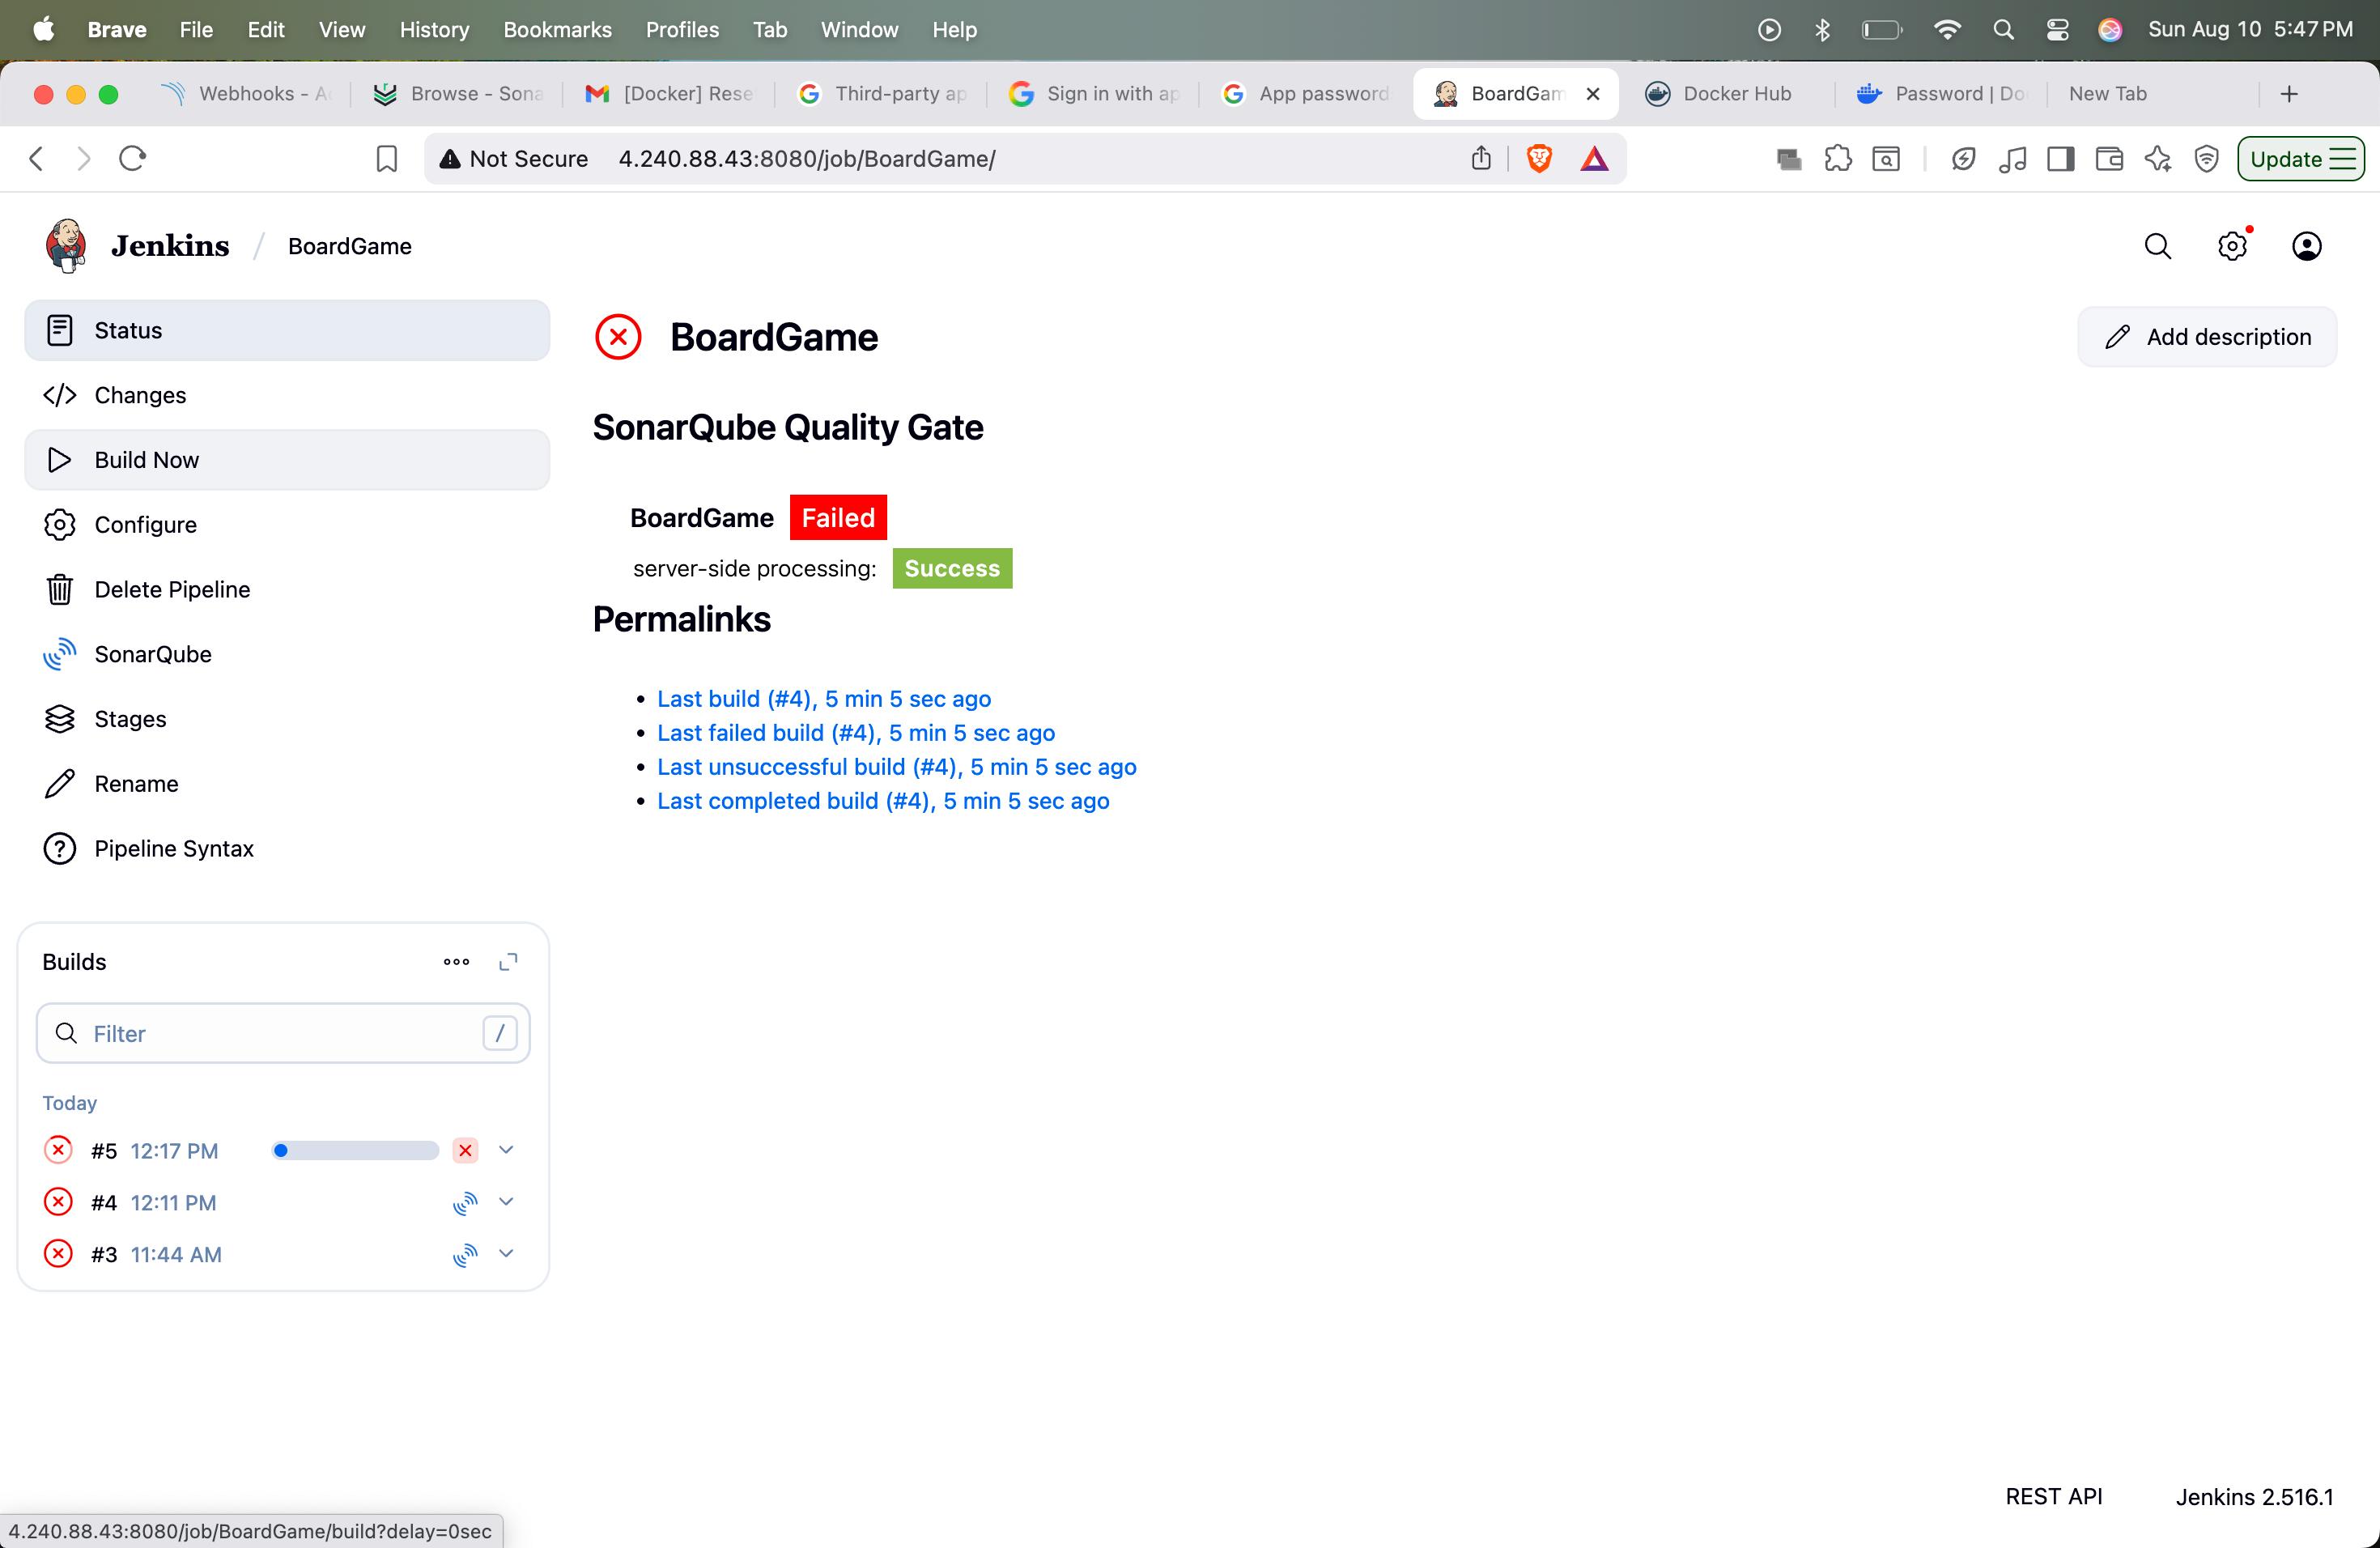 Brave File Edit View History Bookmarks Profiles Tab Window Help Sun Aug 10 5:47 PM
Webhooks - Browse - Sona [Docker] Rese Third-party ap Sign in with ap App password BoardGam Docker Hub Password | Do New Tab
Not Secure 4.240.88.43:8080/job/BoardGame/ Update
Jenkins / BoardGame
Status
Changes
Build Now
Configure
Delete Pipeline
SonarQube
Stages
Rename
Pipeline Syntax
Builds
Filter /
Today
#5 12:17 PM
#4 12:11 PM
#3 11:44 AM
BoardGame
Add description
SonarQube Quality Gate
BoardGame Failed
server-side processing: Success
Permalinks
Last build (#4), 5 min 5 sec ago
Last failed build (#4), 5 min 5 sec ago
Last unsuccessful build (#4), 5 min 5 sec ago
Last completed build (#4), 5 min 5 sec ago
REST API Jenkins 2.516.1
4.240.88.43:8080/job/BoardGame/build?delay=0sec